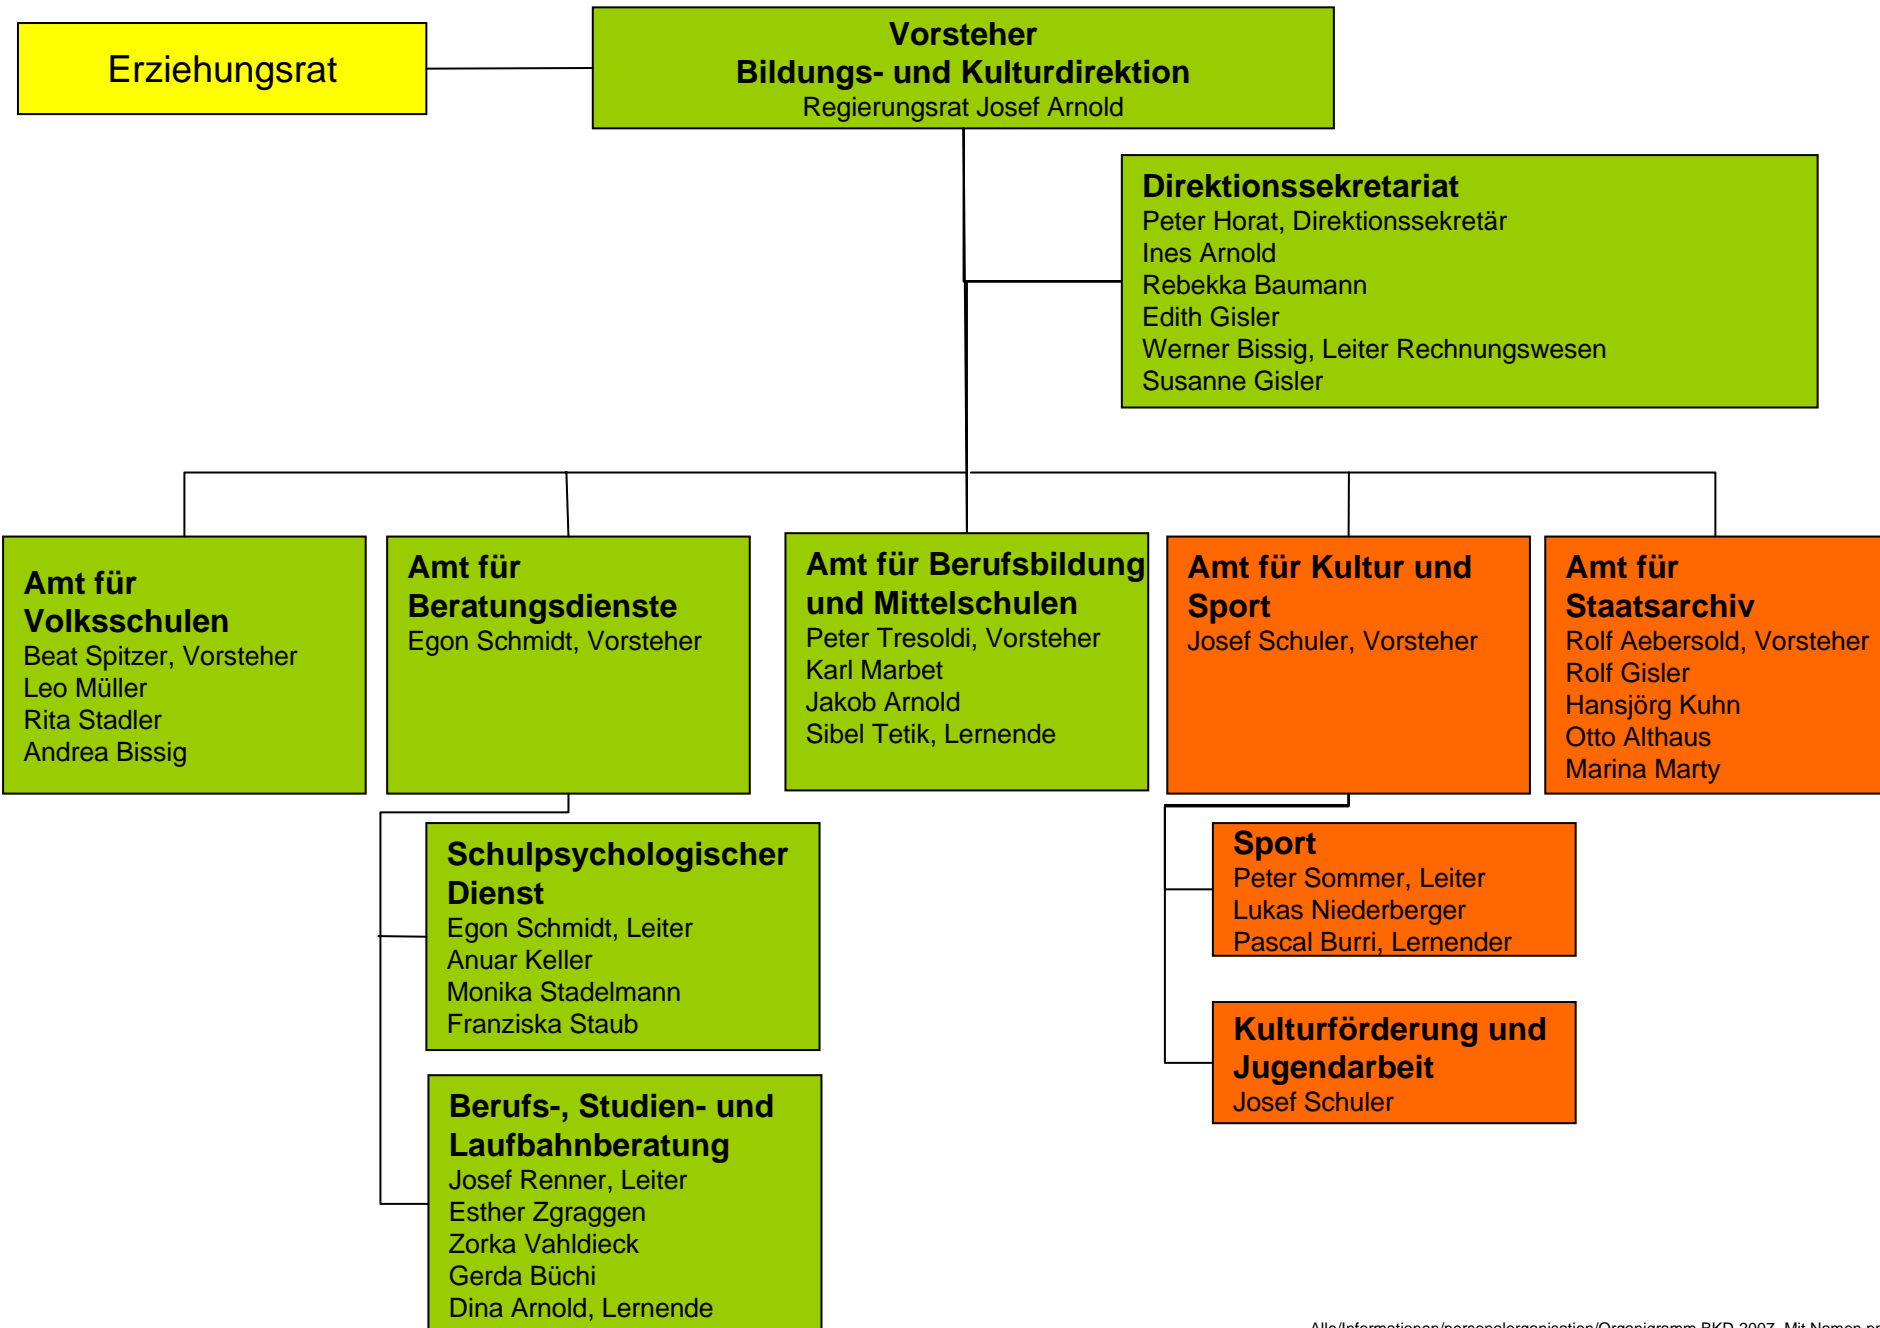 Erziehungsrat
Vorsteher
Bildungs- und Kulturdirektion
Regierungsrat Josef Arnold
Direktionssekretariat
Peter Horat, Direktionssekretär
Ines Arnold
Rebekka Baumann
Edith Gisler
Werner Bissig, Leiter Rechnungswesen
Susanne Gisler
Amt für
Volksschulen
Beat Spitzer, Vorsteher
Leo Müller
Rita Stadler
Andrea Bissig
Amt für
Beratungsdienste
Egon Schmidt, Vorsteher
Amt für Berufsbildung
und Mittelschulen
Peter Tresoldi, Vorsteher
Karl Marbet
Jakob Arnold
Sibel Tetik, Lernende
Amt für Kultur und
Sport
Josef Schuler, Vorsteher
Amt für
Staatsarchiv
Rolf Aebersold, Vorsteher
Rolf Gisler
Hansjörg Kuhn
Otto Althaus
Marina Marty
Schulpsychologischer
Dienst
Egon Schmidt, Leiter
Anuar Keller
Monika Stadelmann
Franziska Staub
Berufs-, Studien- und
Laufbahnberatung
Josef Renner, Leiter
Esther Zgraggen
Zorka Vahldieck
Gerda Büchi
Dina Arnold, Lernende
Sport
Peter Sommer, Leiter
Lukas Niederberger
Pascal Burri, Lernender
Kulturförderung und
Jugendarbeit
Josef Schuler